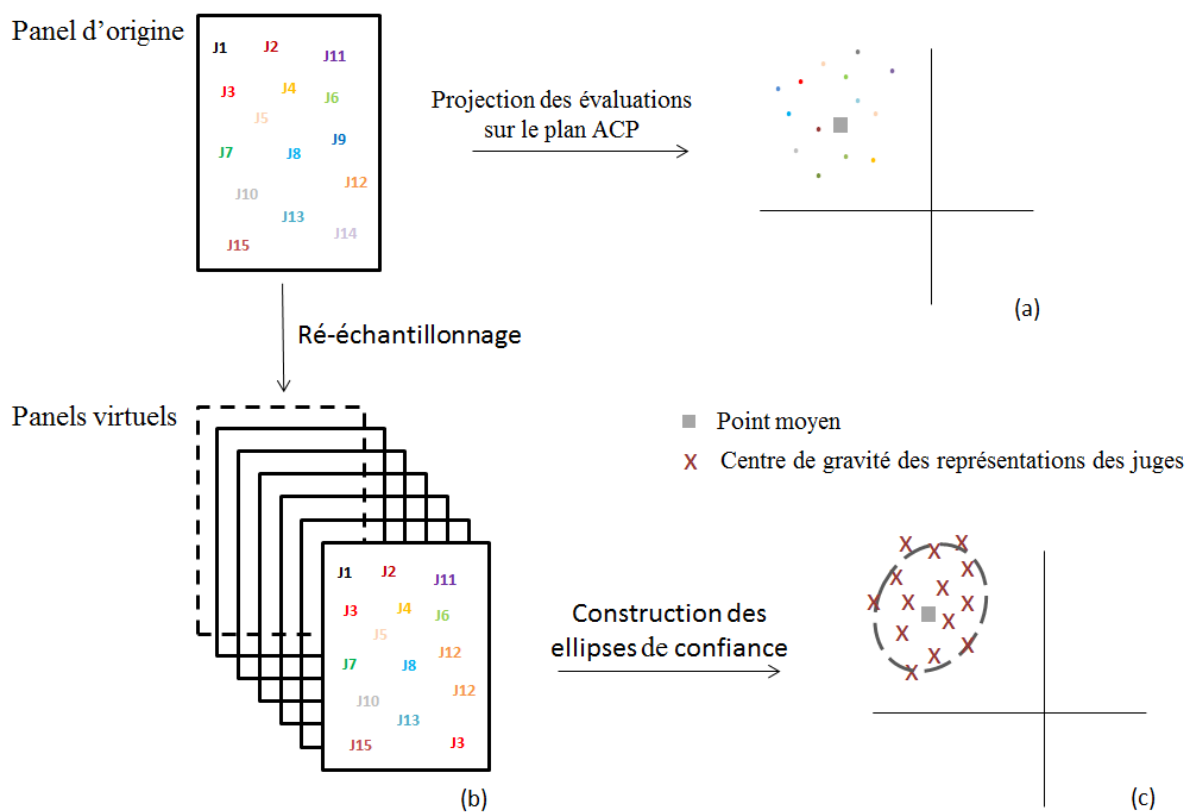 Panel d’origine
J1
J2
J11
J3
J4
J6
J5
J9
J7
J8
J10
J12
J13
J14
J15
Projection des évaluations
sur le plan ACP
(a)
Ré-échantillonnage
Panels virtuels
Point moyen
X Centre de gravité des représentations des juges
J1
J2
J11
J3
J4
J6
J5
J12
J7
J8
J10
J12
J13
J15
J3
(b)
Construction des
ellipses de confiance
X X X
X X
X X X X
X X
X X
X X
(c)